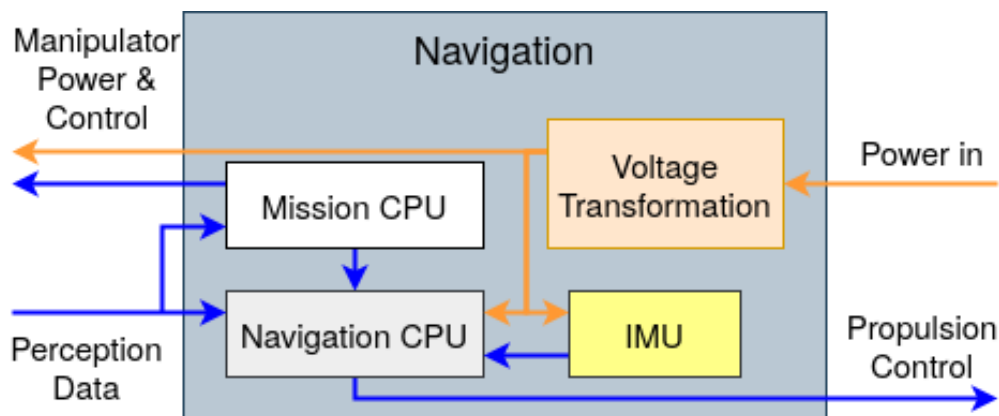 Manipulator
Power &
Control
Navigation
Voltage
Transformation
Power in
Mission CPU
Navigation CPU
IMU
Perception
Data
Propulsion
Control